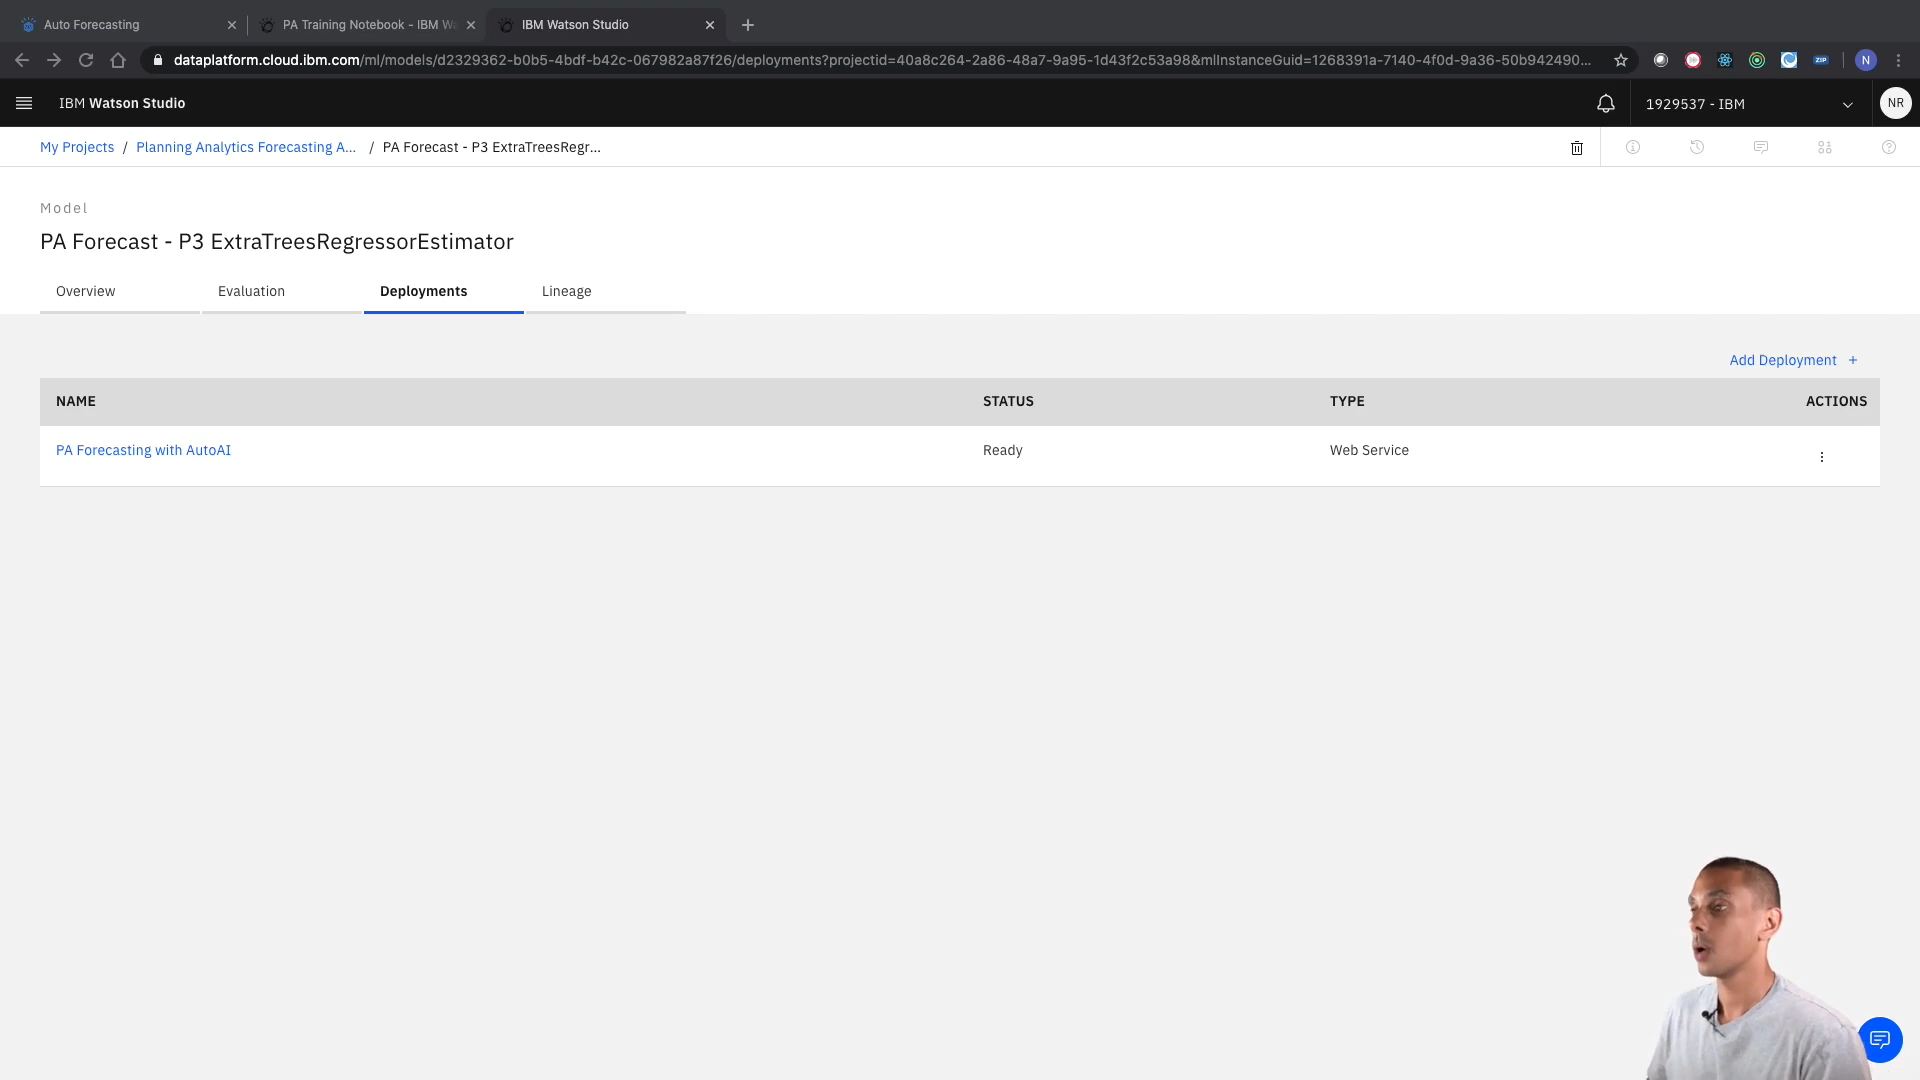 Auto Forecasting
PA Training Notebook - IBM Wa
IBM Watson Studio
dataplatform.cloud.ibm.com/ml/models/d2329362-b0b5-4bdf-b42c-067982a87f26/deployments?projectid=40a8c264-2a86-48a7-9a95-1d43f2c53a98&mlInstanceGuid=1268391a-7140-4f0d-9a36-50b942490...
ZIP
N
IBM Watson Studio
1929537 - IBM
NR
My Projects / Planning Analytics Forecasting A... / PA Forecast - P3 ExtraTreesRegr...
Model
PA Forecast - P3 ExtraTreesRegressorEstimator
Overview
Evaluation
Deployments
Lineage
Add Deployment +
NAME STATUS TYPE ACTIONS
PA Forecasting with AutoAI Ready Web Service